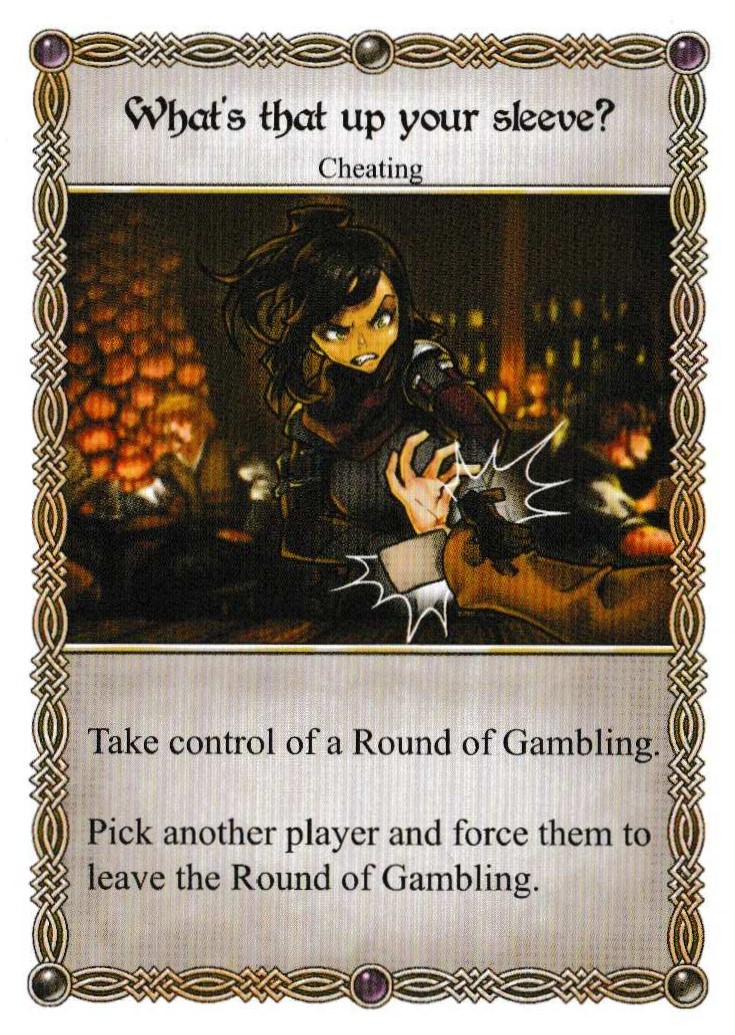 What's that up your sleeve?
Cheating
Take control of a Round of Gambling.
Pick another player and force them to
leave the Round of Gambling.